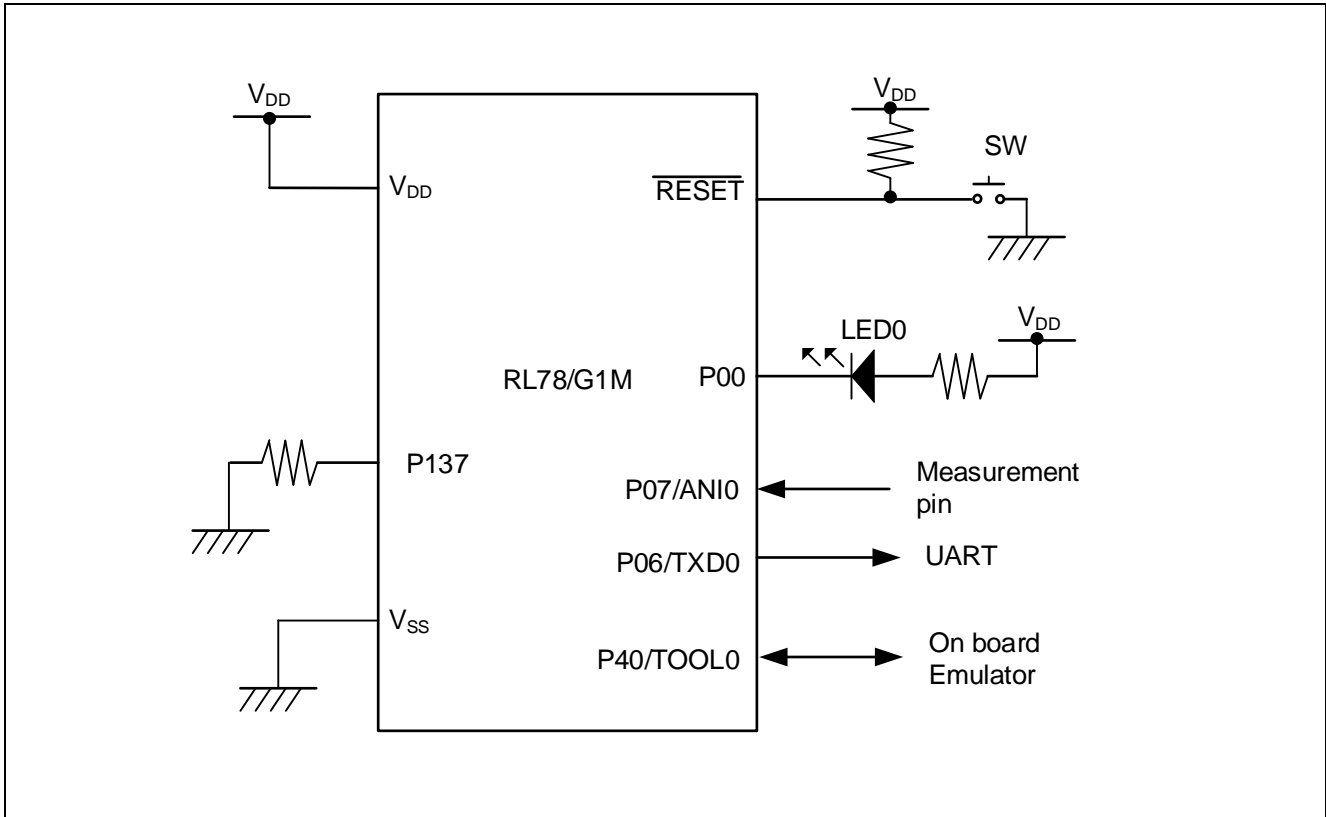 VDD
VDD
RESET
VDD
SW
RL78/G1M
P00
LED0
VDD
P137
P07/ANI0
Measurement
pin
P06/TXD0
UART
VSS
P40/TOOL0
On board
Emulator